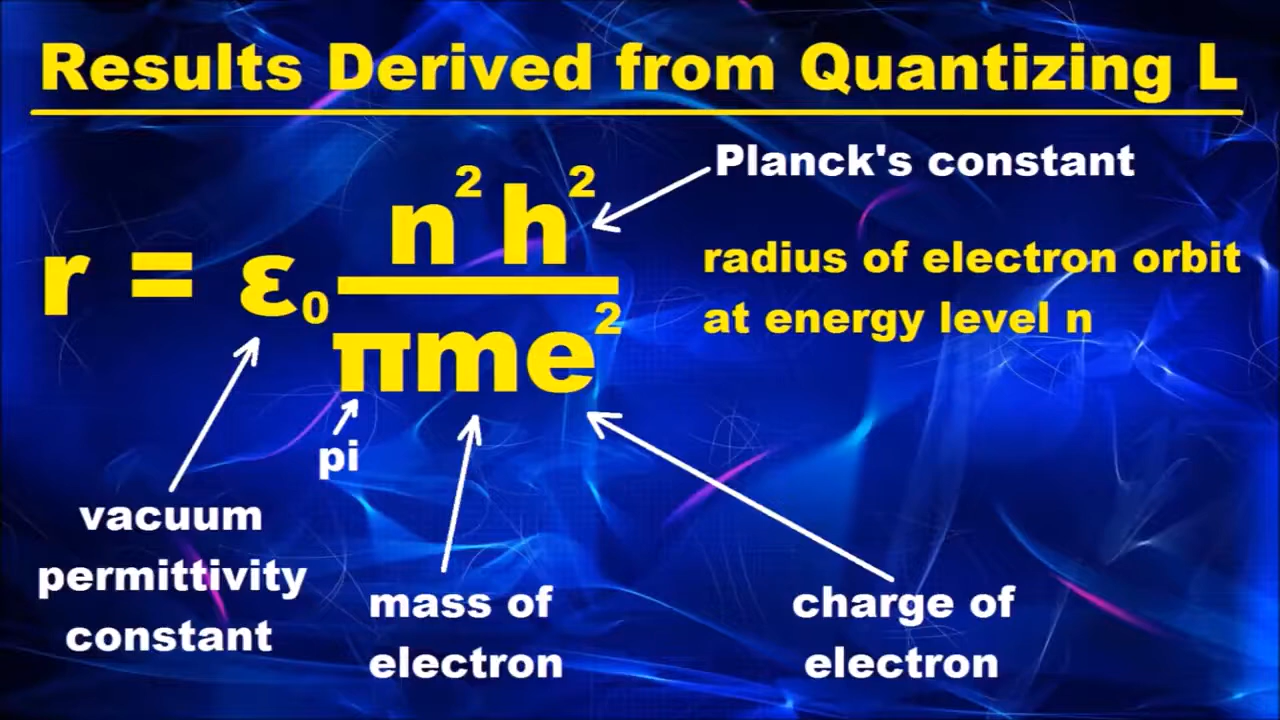 Results Derived from Quantizing L
Planck's constant
r = ε₀ n² h² / πme²
radius of electron orbit
at energy level n
pi
vacuum
permittivity
constant
mass of
electron
charge of
electron